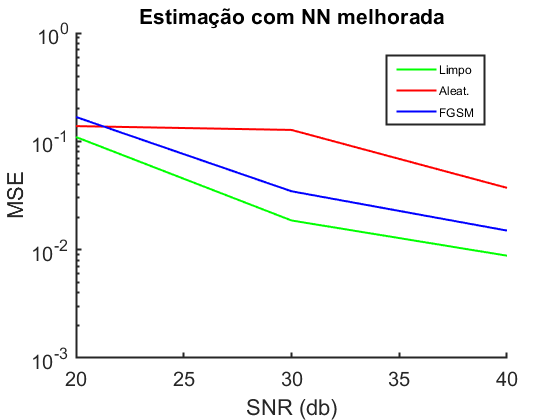 Estimação com NN melhorada
10^0
10^-1
10^-2
10^-3
MSE
20
25
30
35
40
SNR (db)
Limpo
Aleat.
FGSM